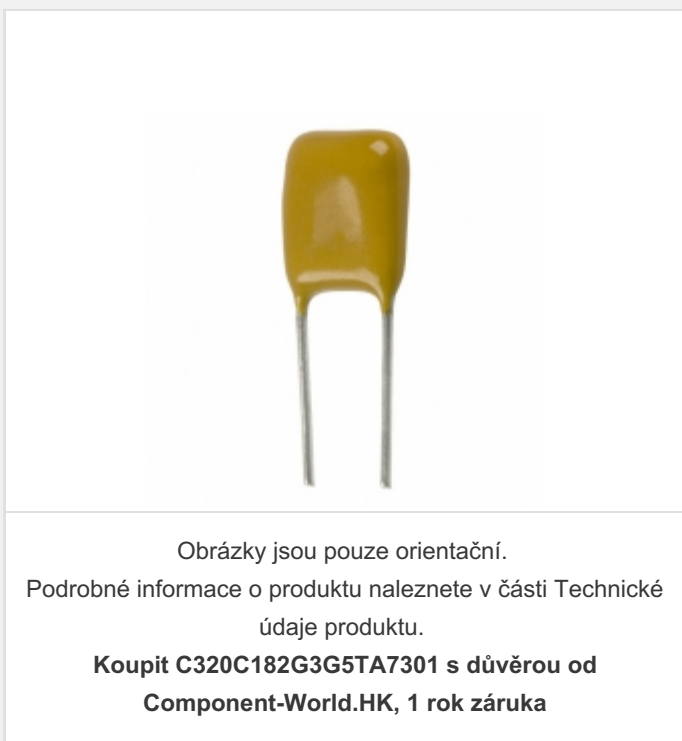 Obrázky jsou pouze orientační.
Podrobné informace o produktu naleznete v části Technické
údaje produktu.
Koupit C320C182G3G5TA7301 s důvěrou od
Component-World.HK, 1 rok záruka